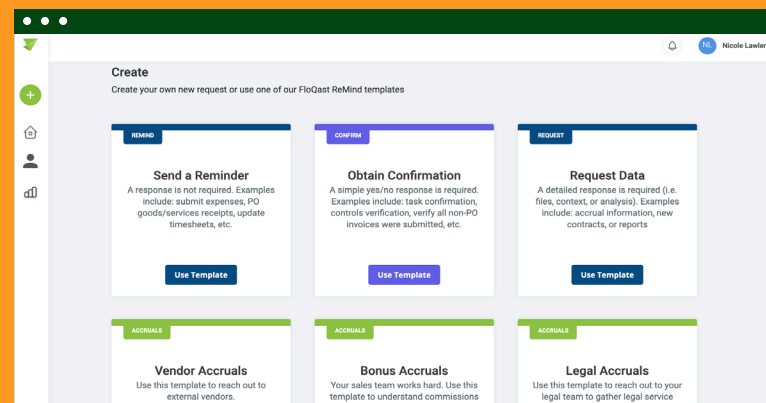 NL Nicole Lawler
Create
Create your own new request or use one of our FloQast ReMind templates
REMIND
Send a Reminder
A response is not required. Examples
include: submit expenses, PO
goods/services receipts, update
timesheets, etc.
Use Template
CONFIRM
Obtain Confirmation
A simple yes/no response is required.
Examples include: task confirmation,
controls verification, verify all non-PO
invoices were submitted, etc.
Use Template
REQUEST
Request Data
A detailed response is required (i.e.
files, context, or analysis). Examples
include: accrual information, new
contracts, or reports
Use Template
ACCRUALS
Vendor Accruals
Use this template to reach out to
external vendors.
ACCRUALS
Bonus Accruals
Your sales team works hard. Use this
template to understand commissions
ACCRUALS
Legal Accruals
Use this template to reach out to your
legal team to gather legal service